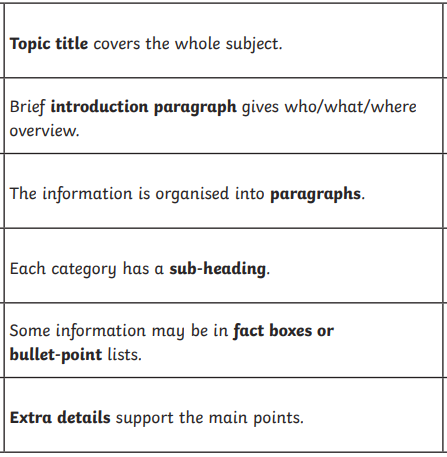 Topic title covers the whole subject.
Brief introduction paragraph gives who/what/where
overview.
The information is organised into paragraphs.
Each category has a sub-heading.
Some information may be in fact boxes or
bullet-point lists.
Extra details support the main points.